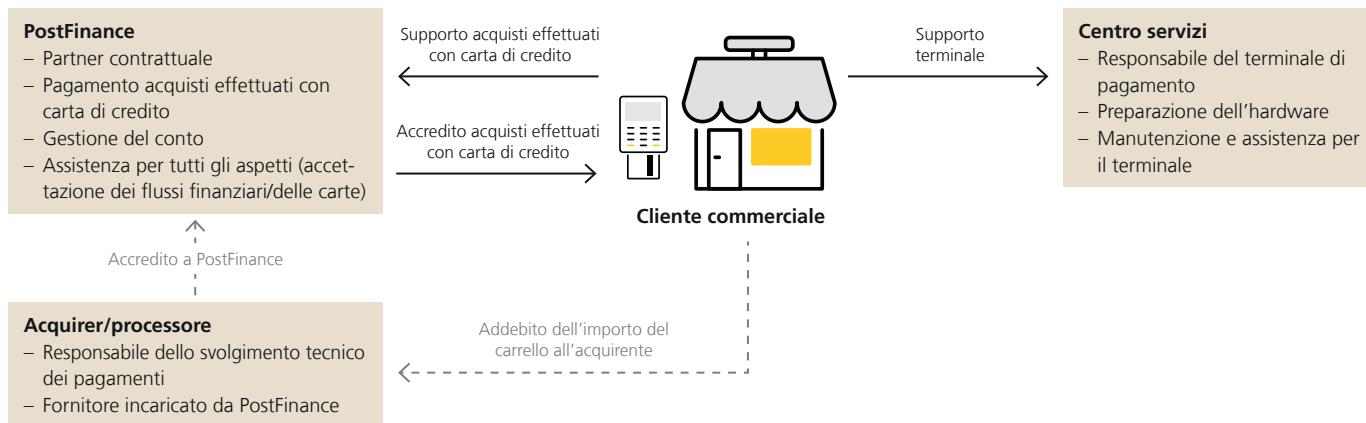 PostFinance
– Partner contrattuale
– Pagamento acquisti effettuati con
carta di credito
– Gestione del conto
– Assistenza per tutti gli aspetti (accet-
tazione dei flussi finanziari/delle carte)
Supporto acquisti effettuati
con carta di credito
Accredito acquisti effettuati
con carta di credito
Cliente commerciale
Supporto
terminale
Centro servizi
– Responsabile del terminale di
pagamento
– Preparazione dell’hardware
– Manutenzione e assistenza per
il terminale
Accredito a PostFinance
Acquirer/processore
– Responsabile dello svolgimento tecnico
dei pagamenti
– Fornitore incaricato da PostFinance
Addebito dell’importo del
carrello all’acquirente